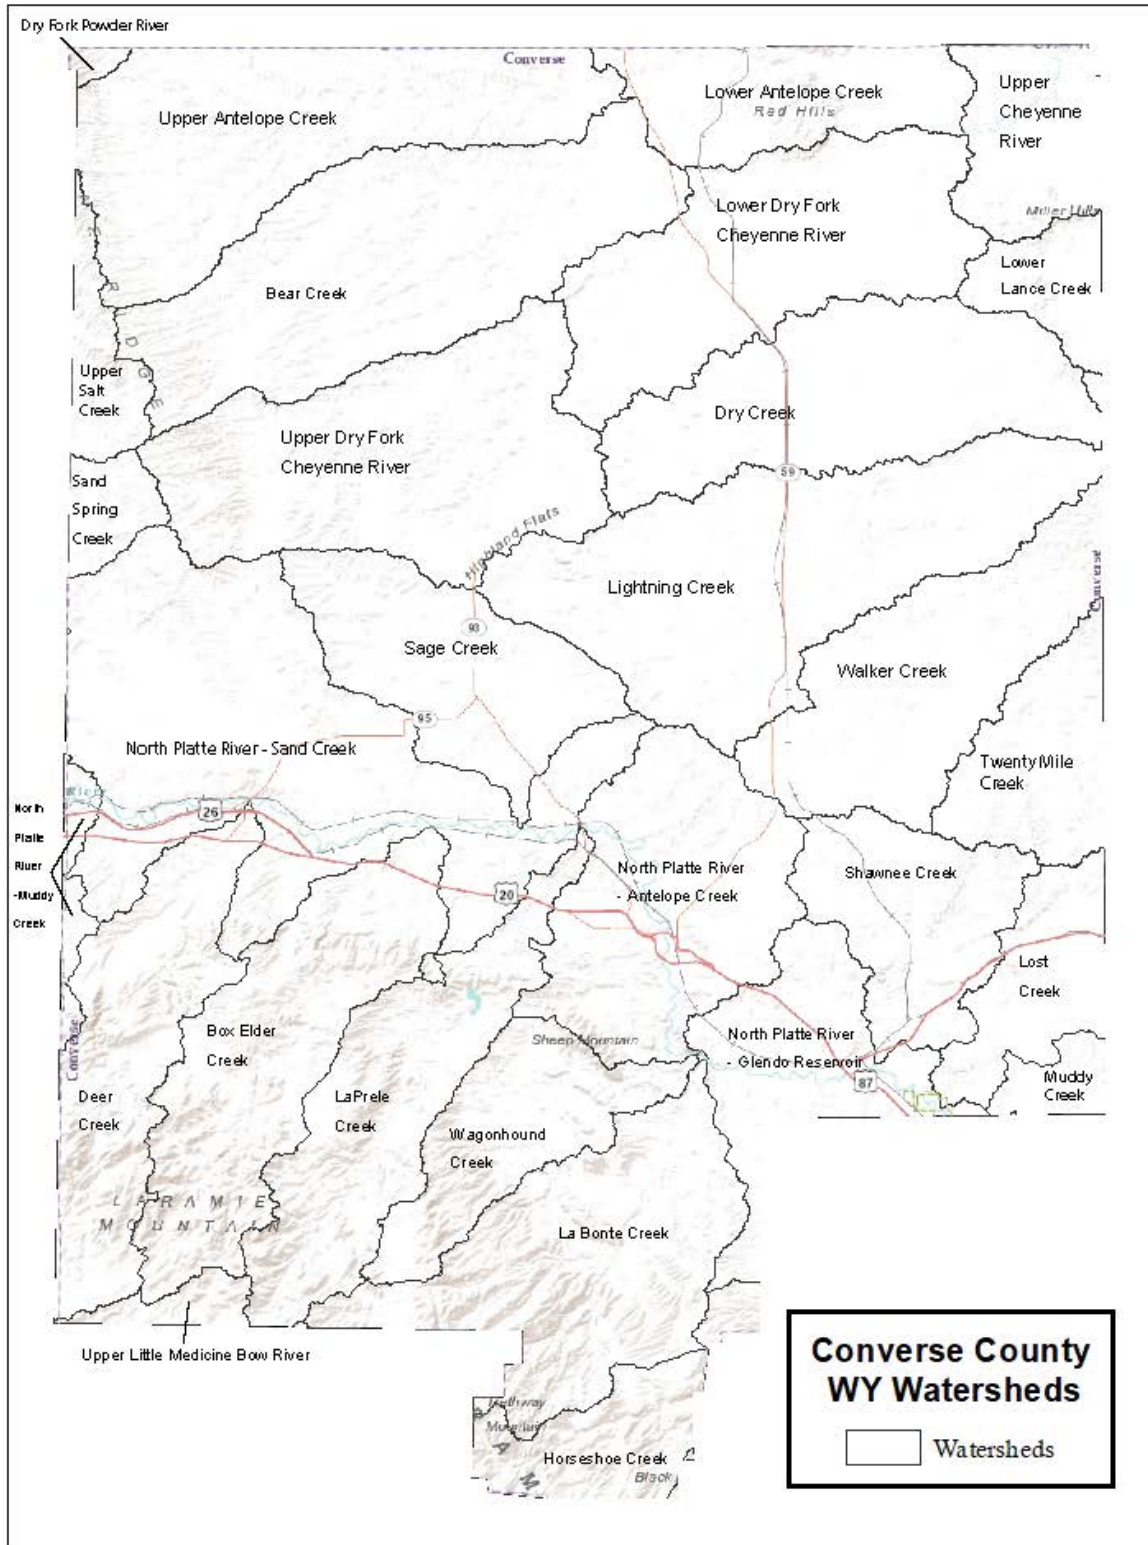 Dry Fork Powder River
Converse
Upper Antelope Creek
Lower Antelope Creek
Red Hills
Upper
Cheyenne
River
Miller Hills
Lower Dry Fork
Cheyenne River
Lower
Lance Creek
Bear Creek
Upper
Salt
Creek
Dry Creek
Upper Dry Fork
Cheyenne River
59
Sand
Spring
Creek
Highland Flats
Lightning Creek
Converse
93
Sage Creek
Walker Creek
95
North Platte River - Sand Creek
Twenty Mile
Creek
River
26
North
Platte
River
-Muddy
Creek
20
North Platte River
- Antelope Creek
Shawnee Creek
Lost
Creek
Box Elder
Creek
Sheep Mountain
North Platte River
- Glendo Reservoir
87
Converse
Deer
Creek
LaPrele
Creek
Muddy
Creek
Wagonhound
Creek
LARAMIE
MOUNTAIN
La Bonte Creek
Upper Little Medicine Bow River
Converse County
WY Watersheds
Watersheds
Mountain
Horseshoe Creek
Black